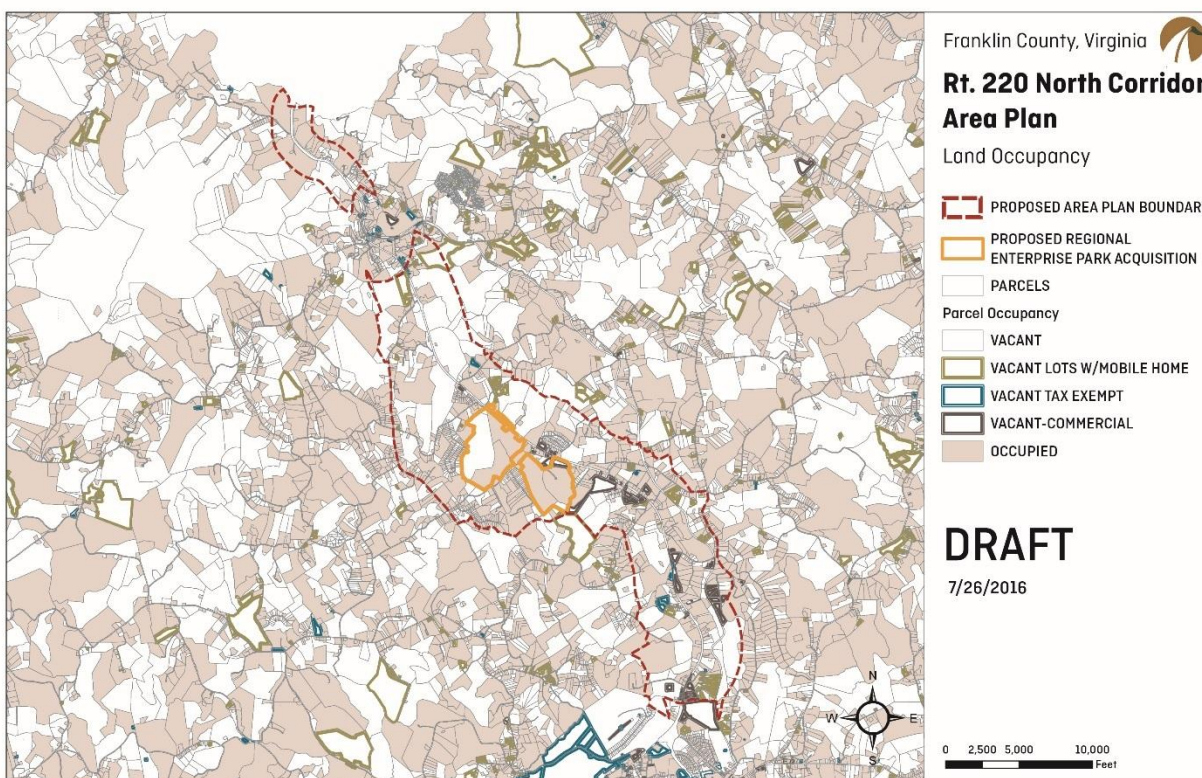 Franklin County, Virginia
Rt. 220 North Corridor
Area Plan
Land Occupancy
PROPOSED AREA PLAN BOUNDAR
PROPOSED REGIONAL
ENTERPRISE PARK ACQUISITION
PARCELS
Parcel Occupancy
VACANT
VACANT LOTS W/MOBILE HOME
VACANT TAX EXEMPT
VACANT-COMMERCIAL
OCCUPIED
DRAFT
7/26/2016
N
W E
S
0 2,500 5,000 10,000
Feet